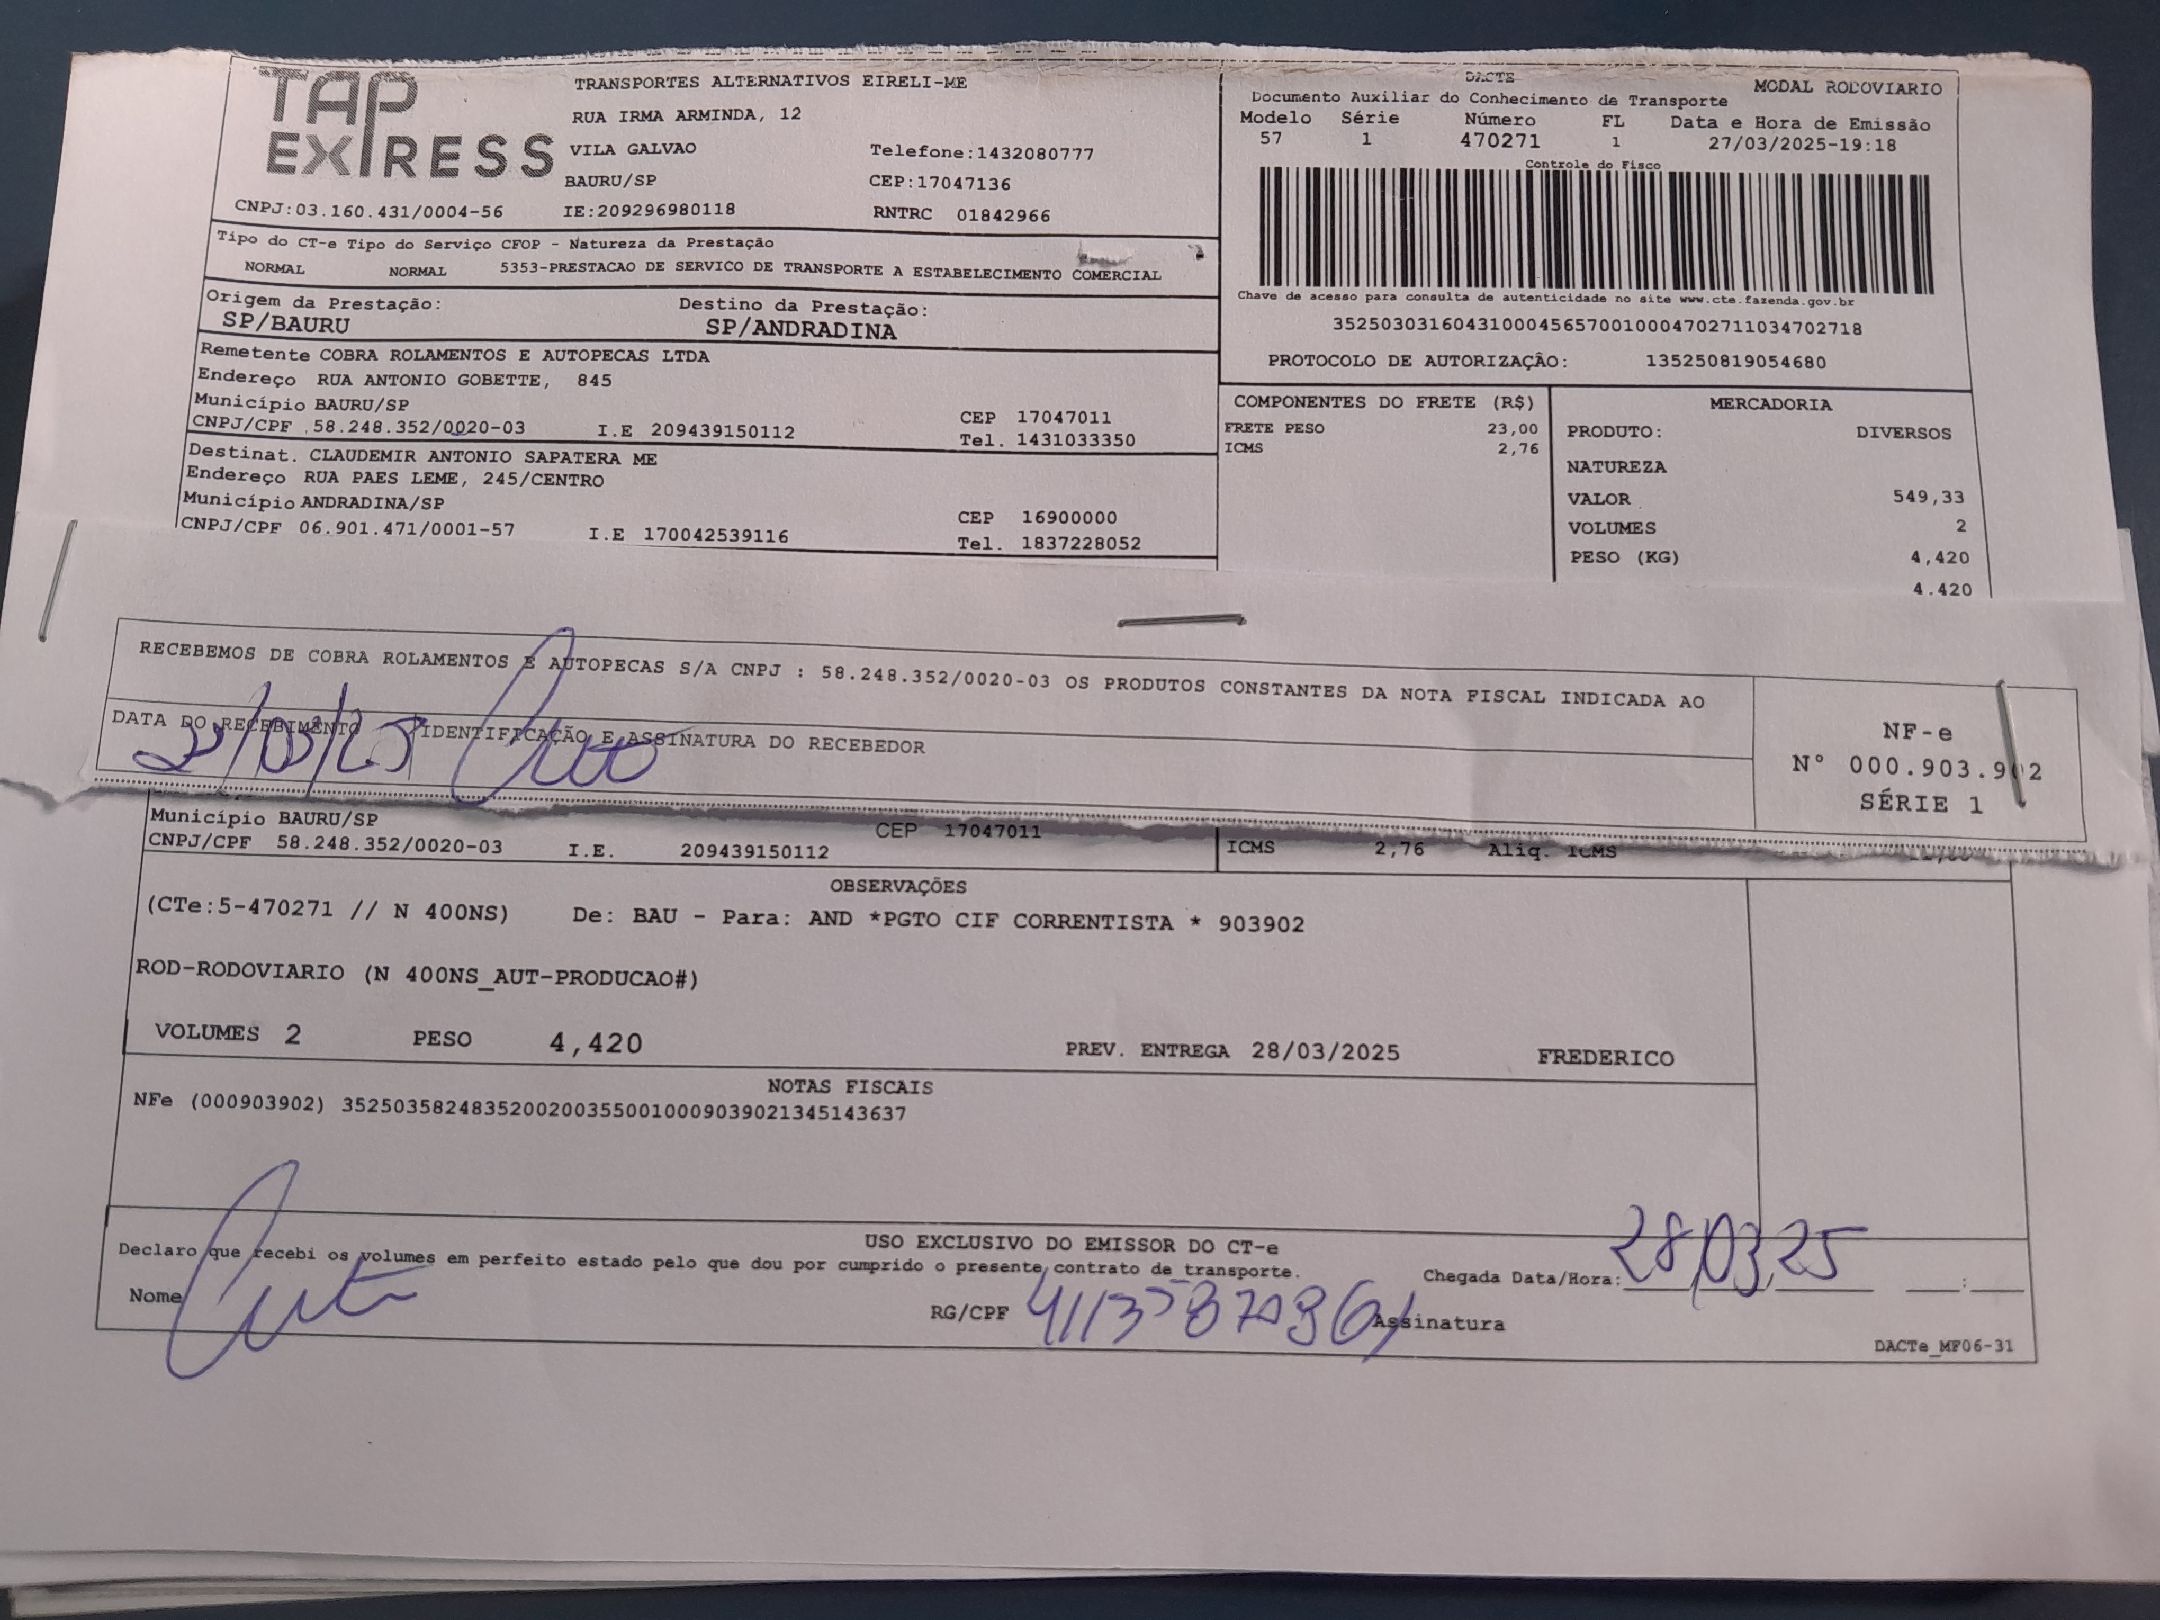 TAP EXPRESS
TRANSPORTES ALTERNATIVOS EIRELI-ME
RUA IRMA ARMINDA, 12
VILA GALVAO Telefone:1432080777
BAURU/SP CEP:17047136
CNPJ:03.160.431/0004-56 IE:209296980118 RNTRC 01842966
DACTE MODAL RODOVIARIO
Documento Auxiliar do Conhecimento de Transporte
Modelo Série Número FL Data e Hora de Emissão
57 1 470271 1 27/03/2025-19:18
Controle do Fisco
Chave de acesso para consulta de autenticidade no site www.cte.fazenda.gov.br
35250303160431000456570010004702711034702718
PROTOCOLO DE AUTORIZAÇÂO: 135250819054680
Tipo do CT-e Tipo do Serviço CFOP - Natureza da Prestação
NORMAL NORMAL 5353-PRESTACAO DE SERVICO DE TRANSPORTE A ESTABELECIMENTO COMERCIAL
Origem da Prestação: Destino da Prestação:
SP/BAURU SP/ANDRADINA
Remetente COBRA ROLAMENTOS E AUTOPECAS LTDA
Endereço RUA ANTONIO GOBETTE, 845
Município BAURU/SP CEP 17047011
CNPJ/CPF 58.248.352/0020-03 I.E 209439150112 Tel. 1431033350
Destinat. CLAUDEMIR ANTONIO SAPATERA ME
Endereço RUA PAES LEME, 245/CENTRO
Município ANDRADINA/SP CEP 16900000
CNPJ/CPF 06.901.471/0001-57 I.E 170042539116 Tel. 1837228052
COMPONENTES DO FRETE (R$)
FRETE PESO 23,00
ICMS 2,76
MERCADORIA
PRODUTO: DIVERSOS
NATUREZA
VALOR 549,33
VOLUMES 2
PESO (KG) 4,420
4.420
RECEBEMOS DE COBRA ROLAMENTOS E AUTOPECAS S/A CNPJ : 58.248.352/0020-03 OS PRODUTOS CONSTANTES DA NOTA FISCAL INDICADA AO
DATA DO RECEBIMENTO IDENTIFICAÇÃO E ASSINATURA DO RECEBEDOR
NF-e
N° 000.903.902
SÉRIE 1
Município BAURU/SP CEP 17047011
CNPJ/CPF 58.248.352/0020-03 I.E. 209439150112
ICMS 2,76 Aliq. ICMS
OBSERVAÇÕES
(CTe:5-470271 // N 400NS) De: BAU - Para: AND *PGTO CIF CORRENTISTA * 903902
ROD-RODOVIARIO (N 400NS_AUT-PRODUCAO#)
VOLUMES 2 PESO 4,420 PREV. ENTREGA 28/03/2025 FREDERICO
NOTAS FISCAIS
NFe (000903902) 35250358248352002003550010009039021345143637
USO EXCLUSIVO DO EMISSOR DO CT-e
Declaro que recebi os volumes em perfeito estado pelo que dou por cumprido o presente contrato de transporte.
Chegada Data/Hora: 28/03/25
Nome RG/CPF Assinatura
DACTe_MF06-31